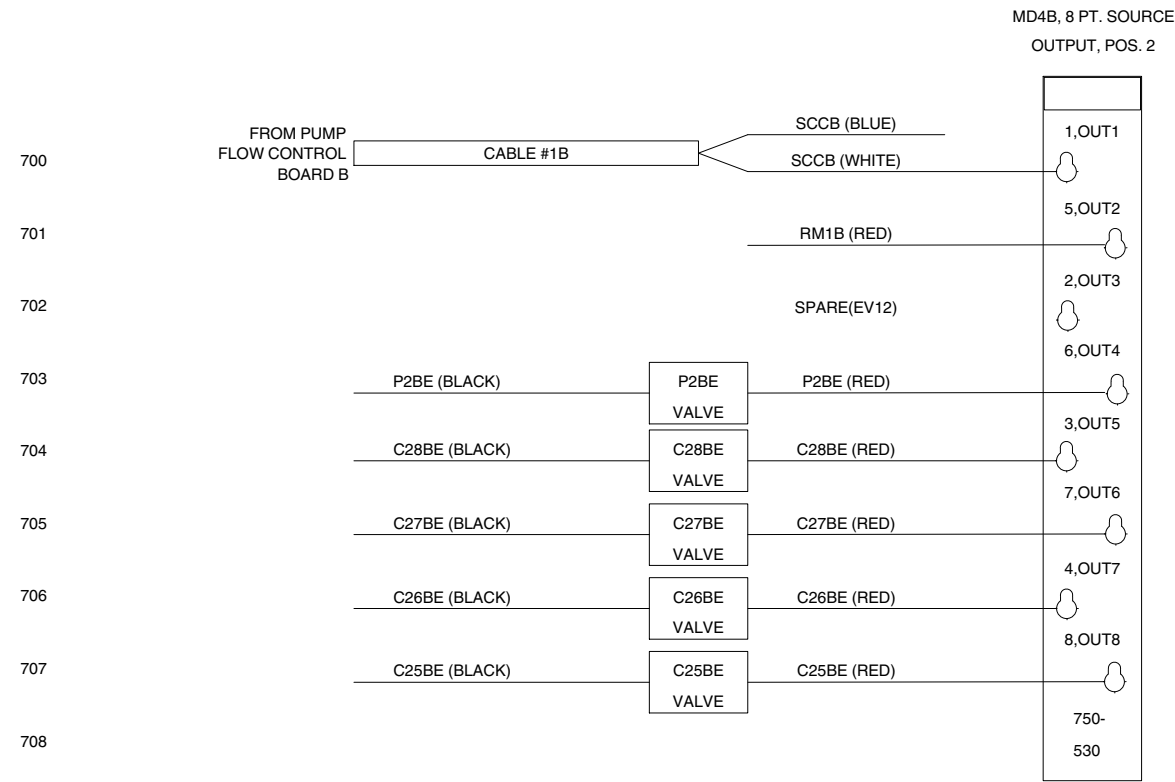 MD4B, 8 PT. SOURCE
OUTPUT, POS. 2
SCCB (BLUE)
1,OUT1
FROM PUMP
FLOW CONTROL
BOARD B
700
CABLE #1B
SCCB (WHITE)
5,OUT2
701
RM1B (RED)
2,OUT3
702
SPARE(EV12)
6,OUT4
703
P2BE (BLACK)
P2BE
VALVE
P2BE (RED)
3,OUT5
704
C28BE (BLACK)
C28BE
VALVE
C28BE (RED)
7,OUT6
705
C27BE (BLACK)
C27BE
VALVE
C27BE (RED)
4,OUT7
706
C26BE (BLACK)
C26BE
VALVE
C26BE (RED)
8,OUT8
707
C25BE (BLACK)
C25BE
VALVE
C25BE (RED)
750-
530
708